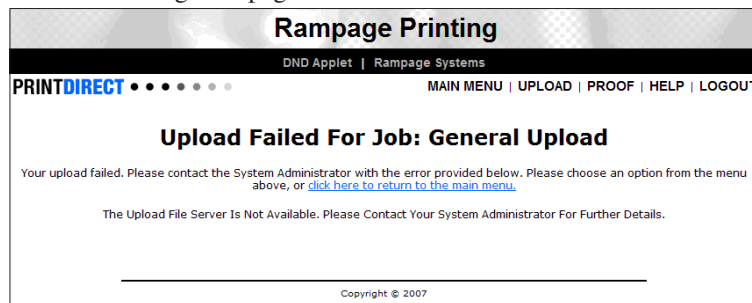 Rampage Printing
DND Applet | Rampage Systems
PRINTDIRECT
MAIN MENU | UPLOAD | PROOF | HELP | LOGOUT
Upload Failed For Job: General Upload
Your upload failed. Please contact the System Administrator with the error provided below. Please choose an option from the menu
above, or click here to return to the main menu.
The Upload File Server Is Not Available. Please Contact Your System Administrator For Further Details.
Copyright © 2007